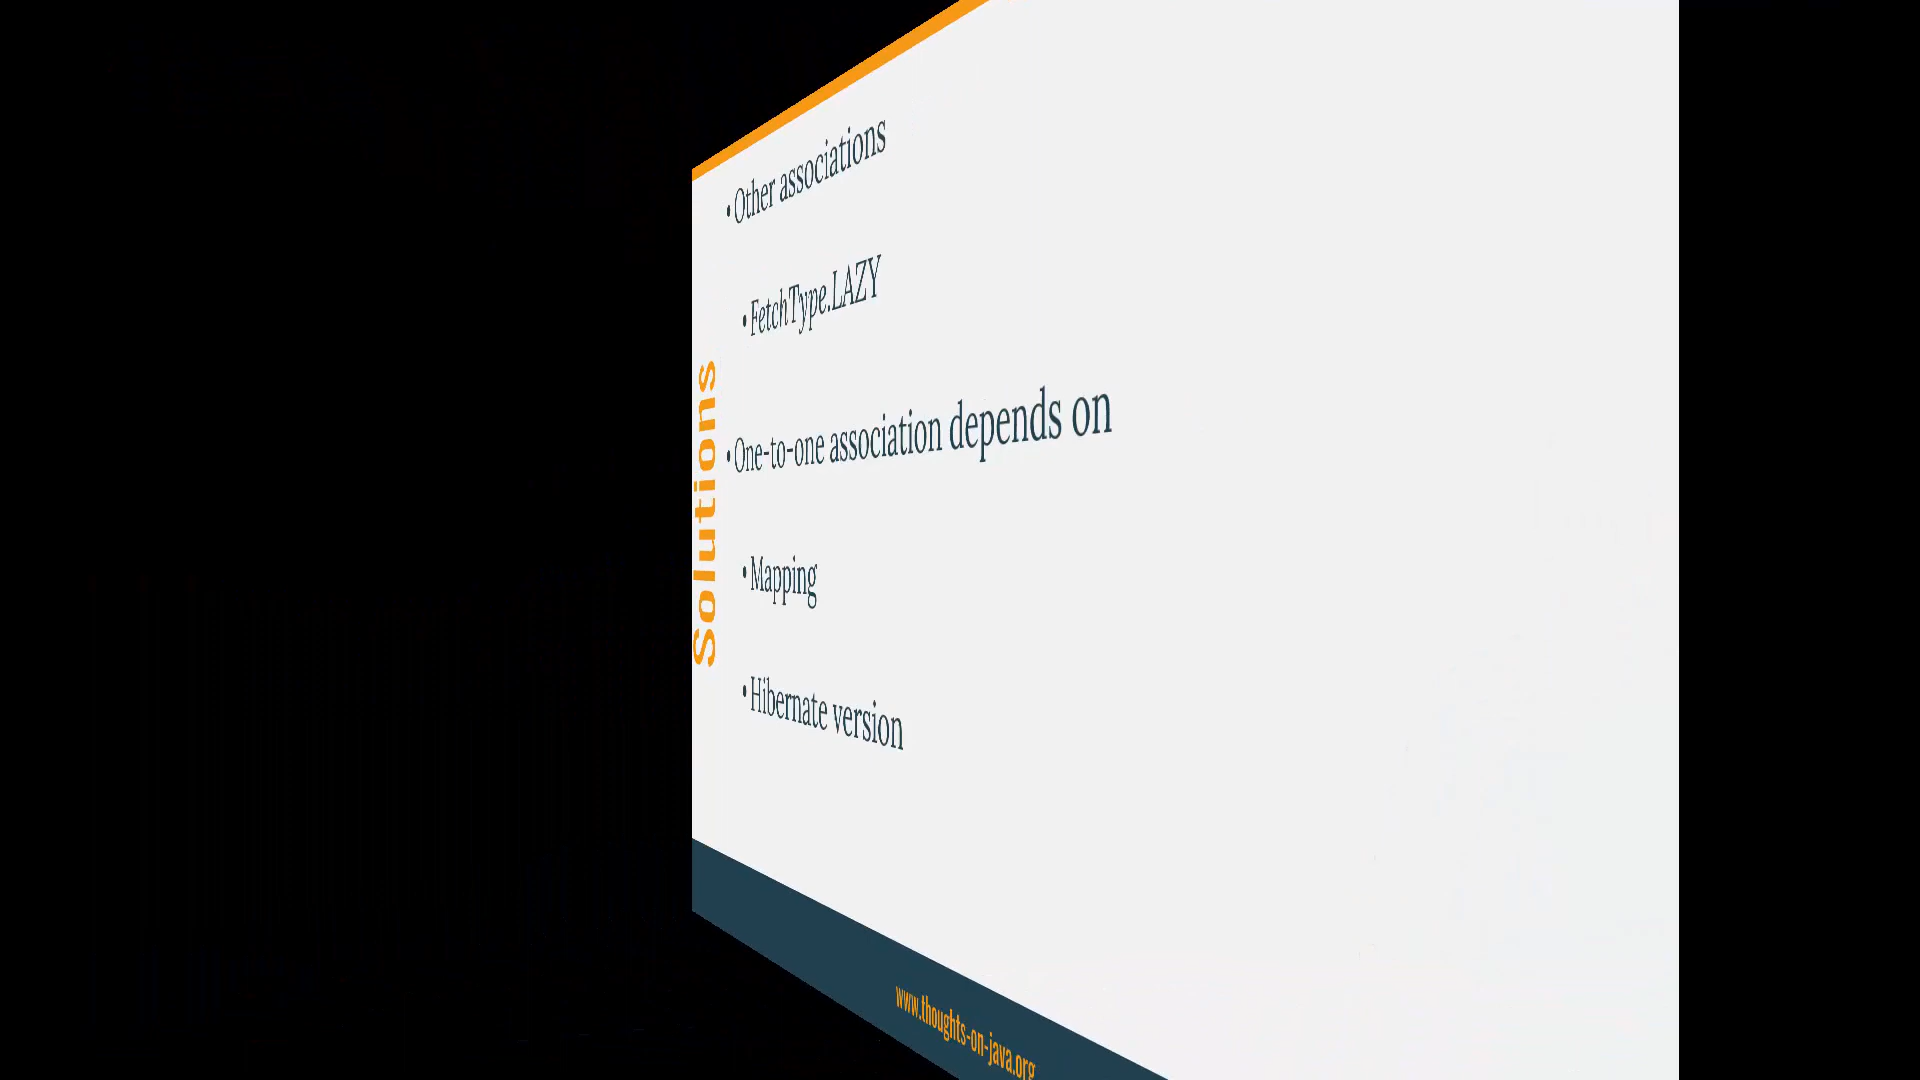 Solutions
• Other associations
• FetchType.LAZY
• One-to-one association depends on
• Mapping
• Hibernate version
www.thoughts-on-java.org